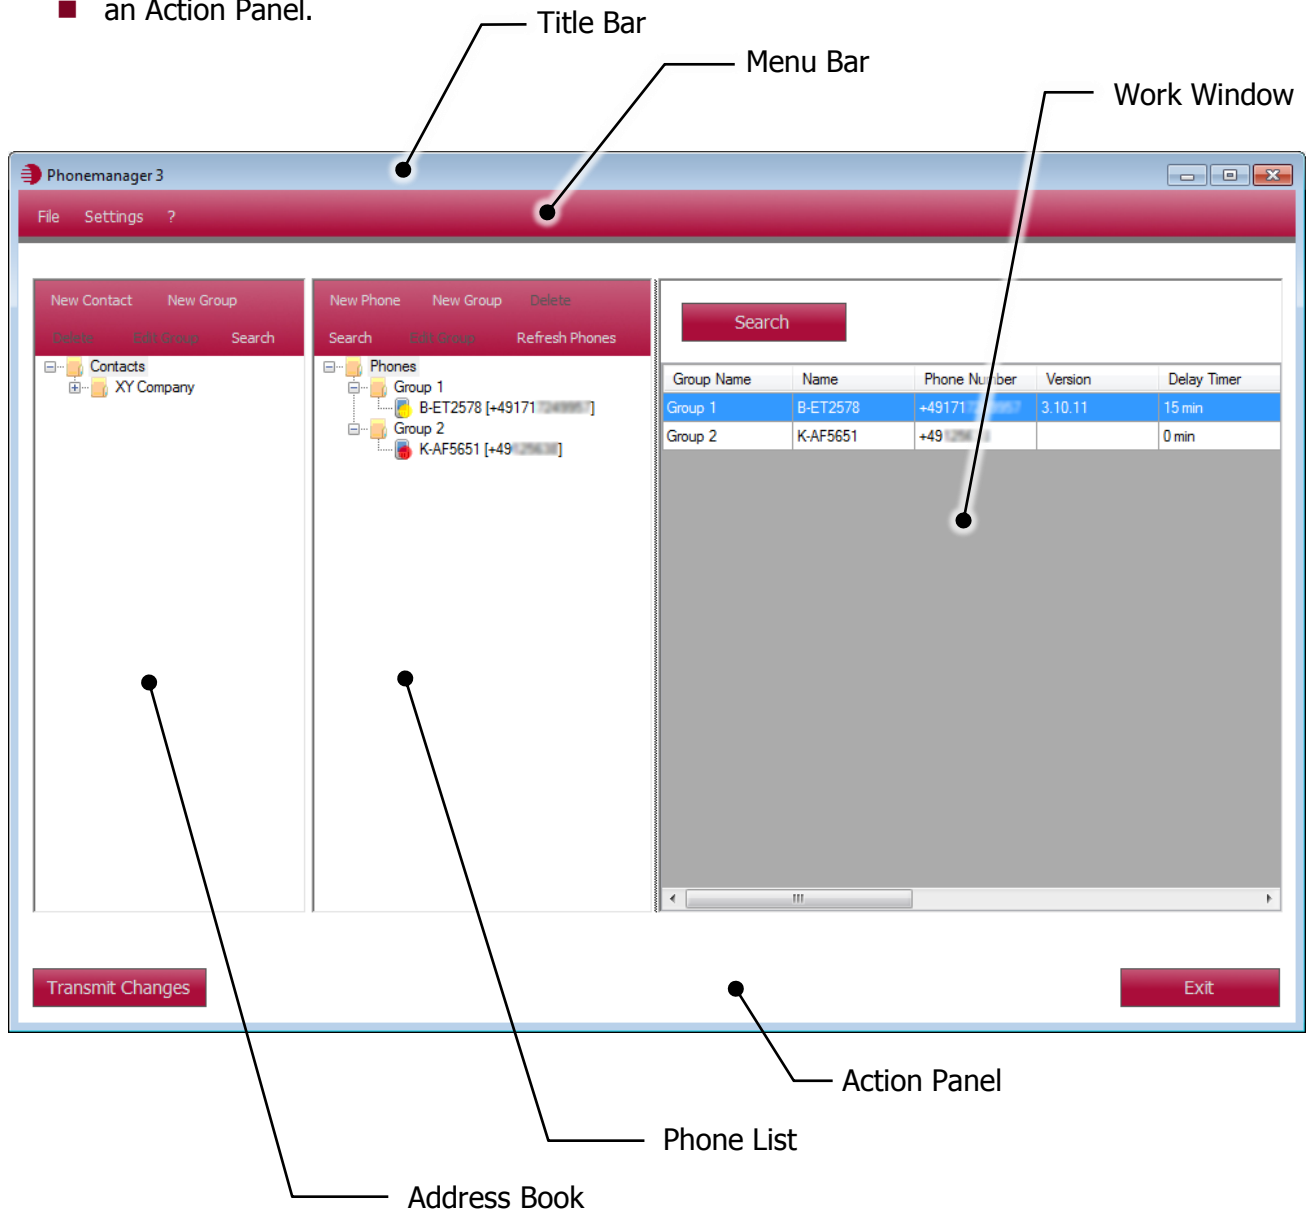 an Action Panel.
Title Bar
Menu Bar
Work Window
Phonemanager 3
File Settings ?
New Contact New Group
Delete Edit Group Search
Contacts
XY Company
New Phone New Group Delete
Search Edit Group Refresh Phones
Phones
Group 1
B-ET2578 [+49171 ]
Group 2
K-AF5651 [+49 ]
Search
Group Name Name Phone Number Version Delay Timer
Group 1 B-ET2578 +49171 3.10.11 15 min
Group 2 K-AF5651 +49 0 min
Transmit Changes
Exit
Action Panel
Phone List
Address Book